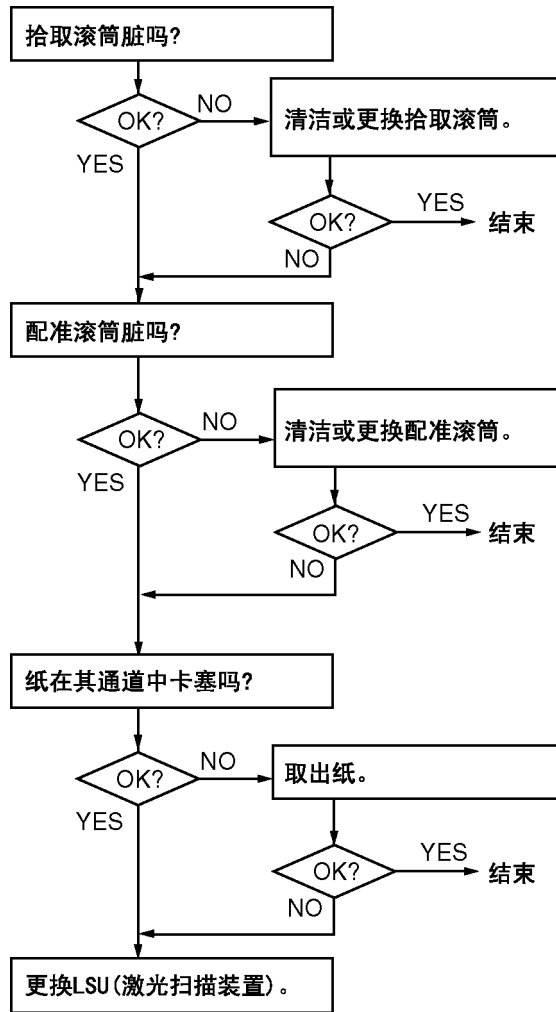 拾取滚筒脏吗?
OK?
NO
清洁或更换拾取滚筒。
YES
OK?
YES
结束
NO
配准滚筒脏吗?
OK?
NO
清洁或更换配准滚筒。
YES
OK?
YES
结束
NO
纸在其通道中卡塞吗?
OK?
NO
取出纸。
YES
OK?
YES
结束
NO
更换LSU(激光扫描装置)。